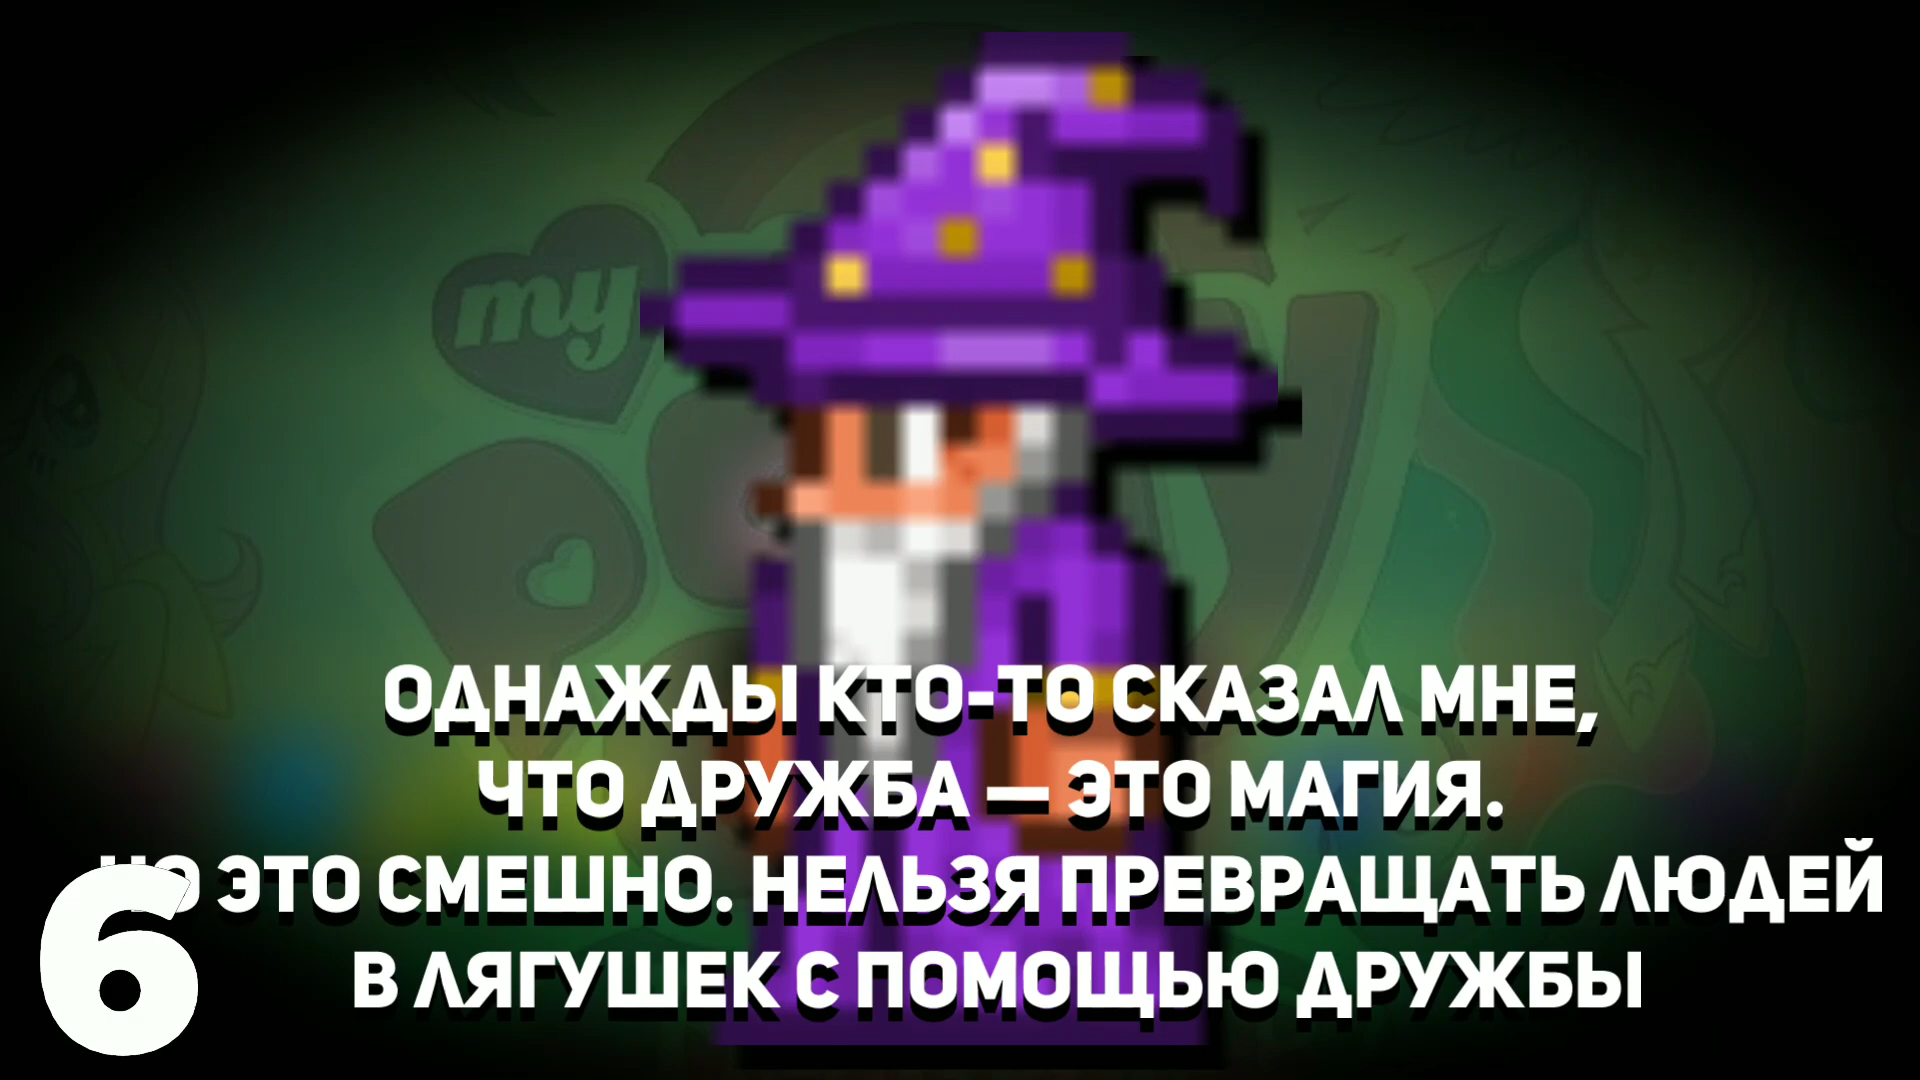 my
ОДНАЖДЫ КТО-ТО СКАЗАЛ МНЕ,
ЧТО ДРУЖБА — ЭТО МАГИЯ.
НО ЭТО СМЕШНО. НЕЛЬЗЯ ПРЕВРАЩАТЬ ЛЮДЕЙ
В ЛЯГУШЕК С ПОМОЩЬЮ ДРУЖБЫ
6